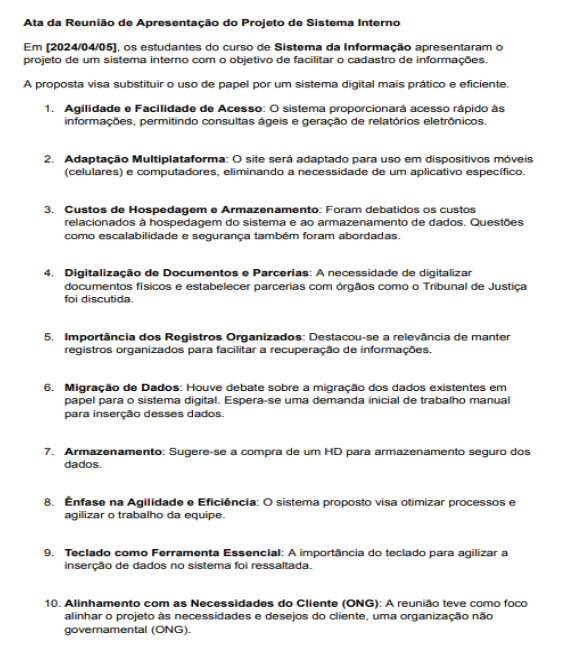 Ata da Reunião de Apresentação do Projeto de Sistema Interno
Em [2024/04/05], os estudantes do curso de Sistema da Informação apresentaram o
projeto de um sistema interno com o objetivo de facilitar o cadastro de informações.
A proposta visa substituir o uso de papel por um sistema digital mais prático e eficiente.
1. Agilidade e Facilidade de Acesso: O sistema proporcionará acesso rápido às
informações, permitindo consultas ágeis e geração de relatórios eletrônicos.
2. Adaptação Multiplataforma: O site será adaptado para uso em dispositivos móveis
(celulares) e computadores, eliminando a necessidade de um aplicativo específico.
3. Custos de Hospedagem e Armazenamento: Foram debatidos os custos
relacionados à hospedagem do sistema e ao armazenamento de dados. Questões
como escalabilidade e segurança também foram abordadas.
4. Digitalização de Documentos e Parcerias: A necessidade de digitalizar
documentos físicos e estabelecer parcerias com órgãos como o Tribunal de Justiça
foi discutida.
5. Importância dos Registros Organizados: Destacou-se a relevância de manter
registros organizados para facilitar a recuperação de informações.
6. Migração de Dados: Houve debate sobre a migração dos dados existentes em
papel para o sistema digital. Espera-se uma demanda inicial de trabalho manual
para inserção desses dados.
7. Armazenamento: Sugere-se a compra de um HD para armazenamento seguro dos
dados.
8. Ênfase na Agilidade e Eficiência: O sistema proposto visa otimizar processos e
agilizar o trabalho da equipe.
9. Teclado como Ferramenta Essencial: A importância do teclado para agilizar a
inserção de dados no sistema foi ressaltada.
10. Alinhamento com as Necessidades do Cliente (ONG): A reunião teve como foco
alinhar o projeto às necessidades e desejos do cliente, uma organização não
governamental (ONG).